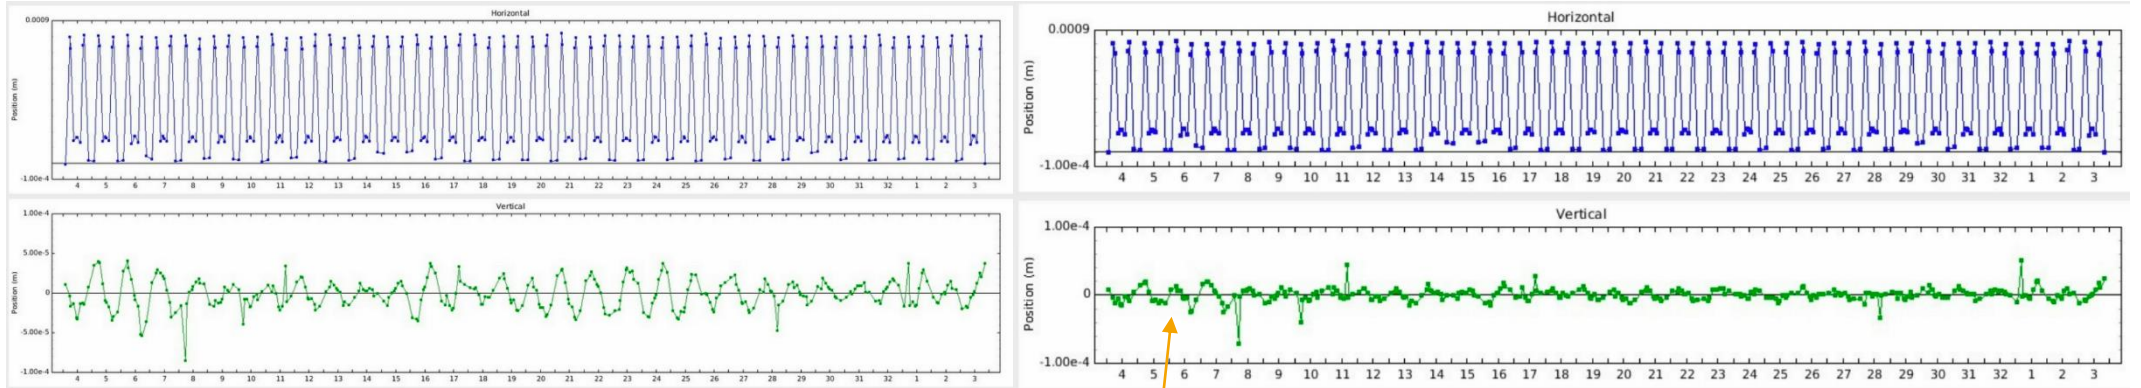 Horizontal
0.0009
Position (m)
-1.00e-4
4 5 6 7 8 9 10 11 12 13 14 15 16 17 18 19 20 21 22 23 24 25 26 27 28 29 30 31 32 1 2 3
Vertical
1.00e-4
5.00e-5
Position (m)
0
-5.00e-5
-1.00e-4
4 5 6 7 8 9 10 11 12 13 14 15 16 17 18 19 20 21 22 23 24 25 26 27 28 29 30 31 32 1 2 3
Horizontal
0.0009
Position (m)
-1.00e-4
4 5 6 7 8 9 10 11 12 13 14 15 16 17 18 19 20 21 22 23 24 25 26 27 28 29 30 31 32 1 2 3
Vertical
1.00e-4
Position (m)
0
-1.00e-4
4 5 6 7 8 9 10 11 12 13 14 15 16 17 18 19 20 21 22 23 24 25 26 27 28 29 30 31 32 1 2 3